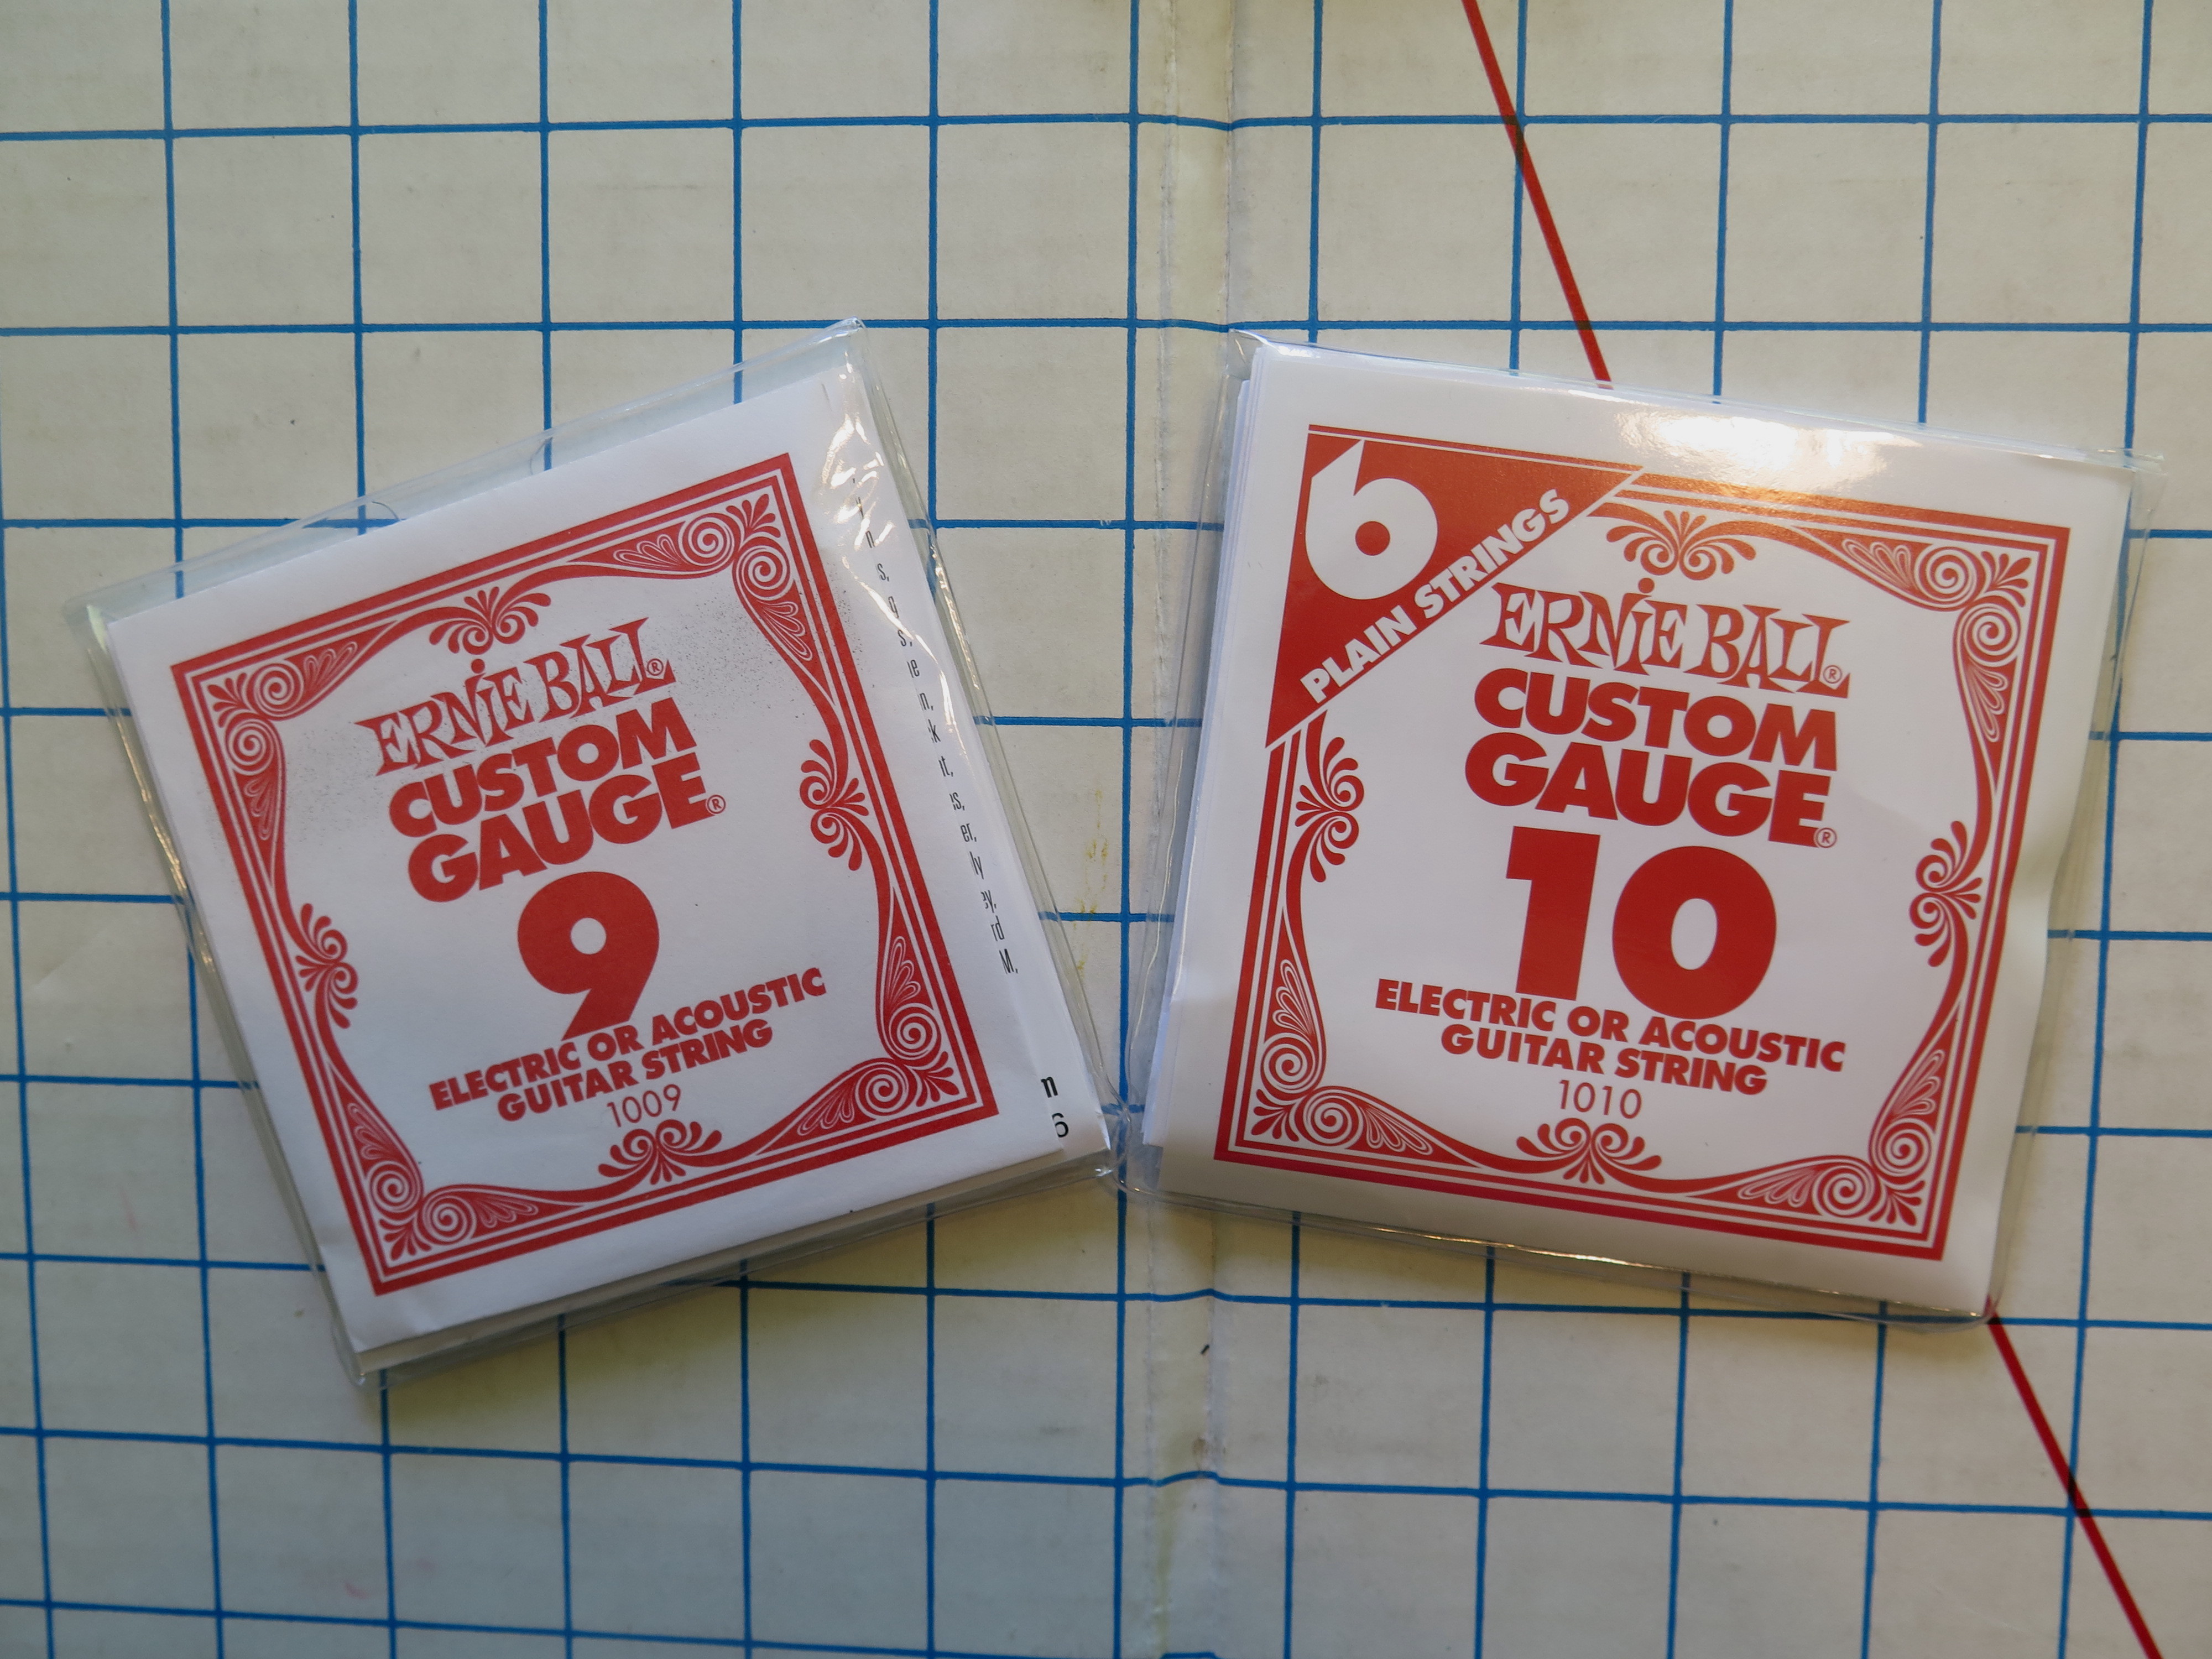 ERNiE BALL®
CUSTOM
GAUGE®
9
ELECTRIC OR ACOUSTIC
GUITAR STRING
1009
6
PLAIN STRINGS
ERNiE BALL®
CUSTOM
GAUGE®
10
ELECTRIC OR ACOUSTIC
GUITAR STRING
1010